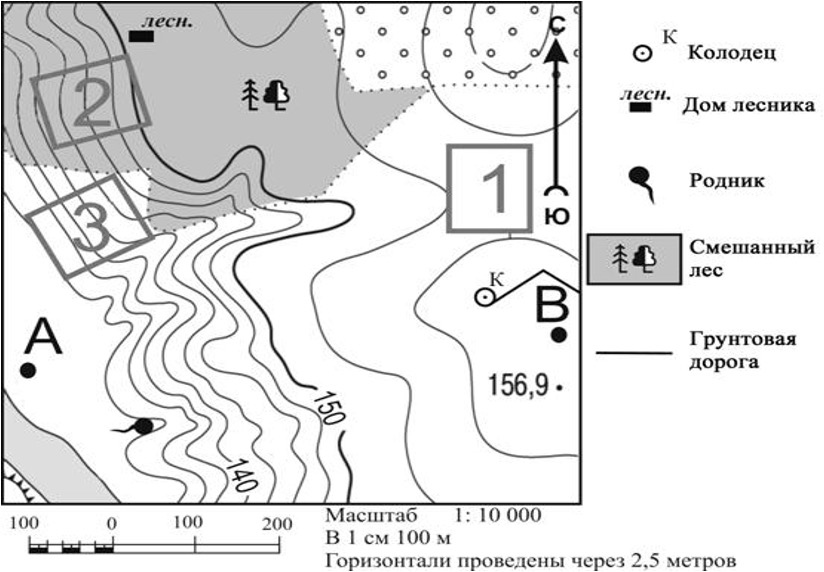 лесн.
С
К
Колодец
лесн.
Дом лесника
2
1
Родник
3
Ю
Смешанный
лес
К
А
В
Грунтовая
дорога
156,9
150
140
100 0 100 200
Масштаб 1: 10 000
В 1 см 100 м
Горизонтали проведены через 2,5 метров